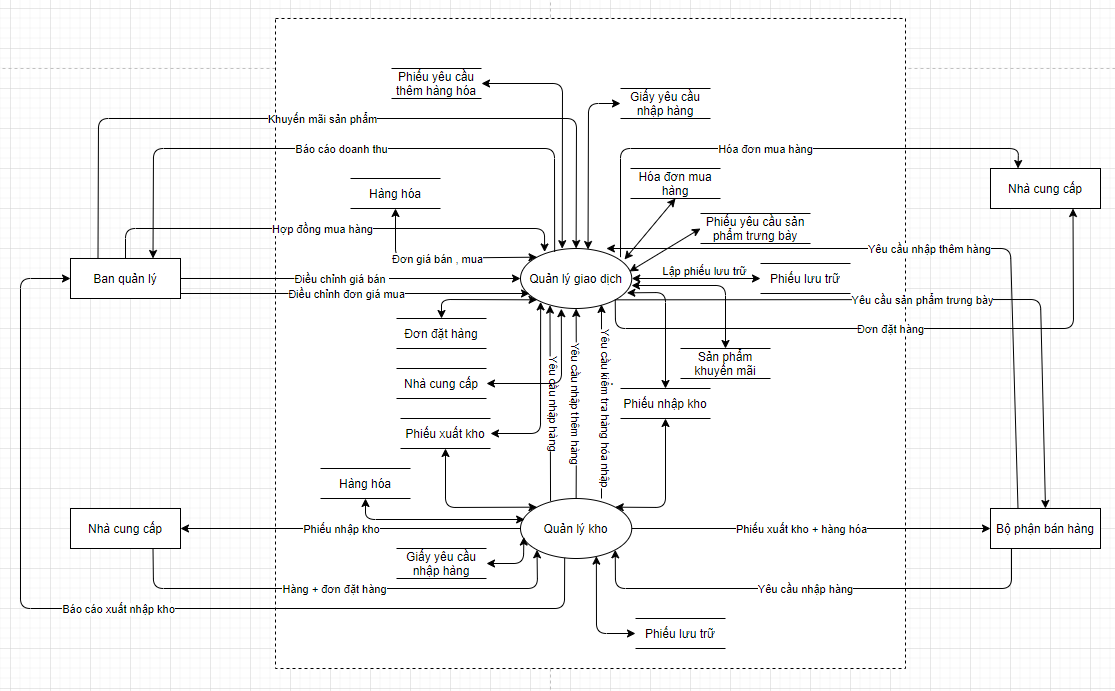 Phiếu yêu cầu
thêm hàng hóa
Giấy yêu cầu
nhập hàng
Khuyến mãi sản phẩm
Báo cáo doanh thu
Hóa đơn mua hàng
Hóa đơn mua
hàng
Hàng hóa
Nhà cung cấp
Phiếu yêu cầu sản
phẩm trưng bày
Hợp đồng mua hàng
Yêu cầu nhập thêm hàng
Đơn giá bán , mua
Ban quản lý
Điều chỉnh giá bán
Quản lý giao dịch
Lập phiếu lưu trữ
Phiếu lưu trữ
Điều chỉnh đơn giá mua
Yêu cầu sản phẩm trưng bày
Đơn đặt hàng
Đơn đặt hàng
Sản phẩm
khuyến mãi
Nhà cung cấp
Yêu cầu nhập hàng
Yêu cầu nhập thêm hàng
Yêu cầu kiểm tra hàng hóa nhập
Phiếu nhập kho
Phiếu xuất kho
Hàng hóa
Nhà cung cấp
Phiếu nhập kho
Quản lý kho
Phiếu xuất kho + hàng hóa
Bộ phận bán hàng
Giấy yêu cầu
nhập hàng
Hàng + đơn đặt hàng
Yêu cầu nhập hàng
Báo cáo xuất nhập kho
Phiếu lưu trữ